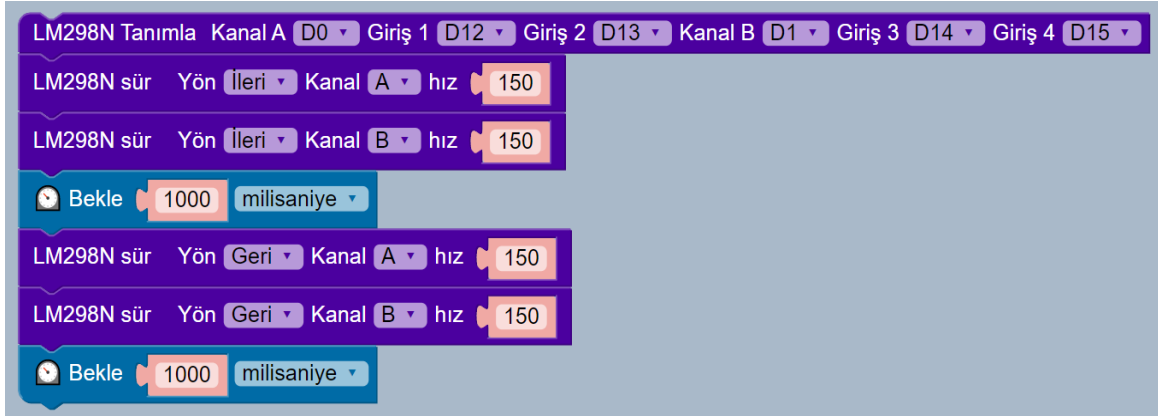 LM298N Tanımla Kanal A D0 Giriş 1 D12 Giriş 2 D13 Kanal B D1 Giriş 3 D14 Giriş 4 D15
LM298N sür Yön İleri Kanal A hız 150
LM298N sür Yön İleri Kanal B hız 150
Bekle 1000 milisaniye
LM298N sür Yön Geri Kanal A hız 150
LM298N sür Yön Geri Kanal B hız 150
Bekle 1000 milisaniye